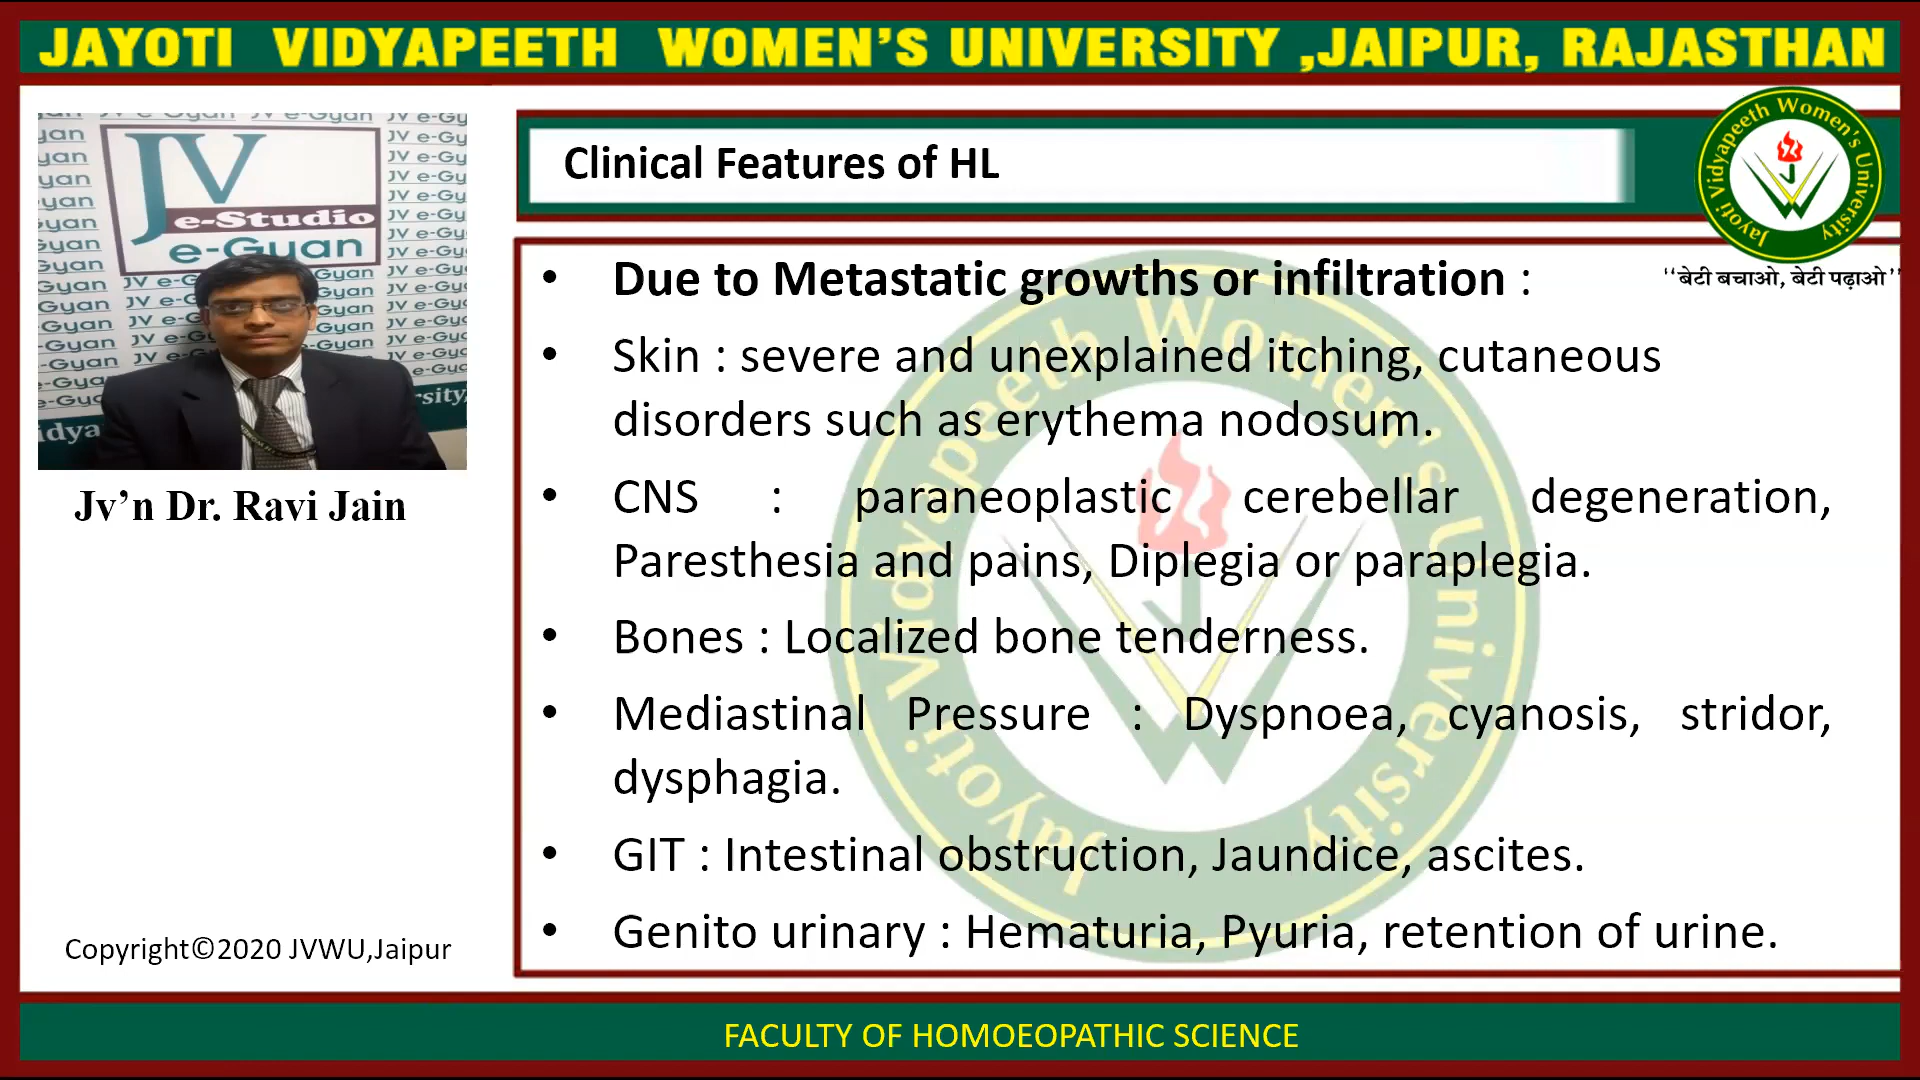 JAYOTI VIDYAPEETH WOMEN'S UNIVERSITY ,JAIPUR, RAJASTHAN
JV
e-Studio
e-Gyan
Jv'n Dr. Ravi Jain
Copyright©2020 JVWU,Jaipur
Clinical Features of HL
Jayoti Vidyapeeth Women's University
"बेटी बचाओ, बेटी पढ़ाओ"
• Due to Metastatic growths or infiltration :
• Skin : severe and unexplained itching, cutaneous
disorders such as erythema nodosum.
• CNS : paraneoplastic cerebellar degeneration,
Paresthesia and pains, Diplegia or paraplegia.
• Bones : Localized bone tenderness.
• Mediastinal Pressure : Dyspnoea, cyanosis, stridor,
dysphagia.
• GIT : Intestinal obstruction, Jaundice, ascites.
• Genito urinary : Hematuria, Pyuria, retention of urine.
FACULTY OF HOMOEOPATHIC SCIENCE